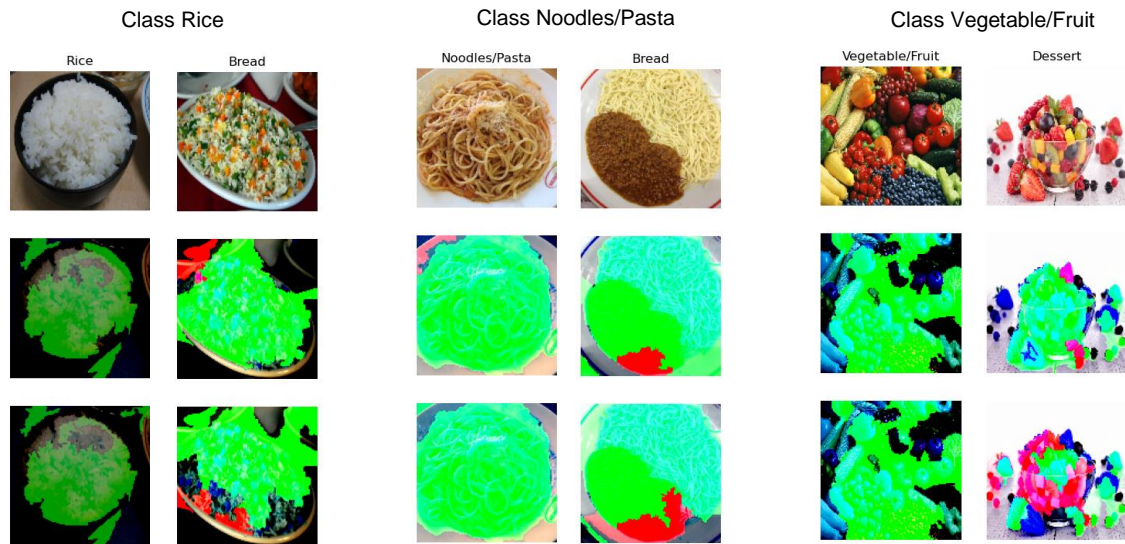 Class Rice
Class Noodles/Pasta
Class Vegetable/Fruit
Rice
Bread
Noodles/Pasta
Bread
Vegetable/Fruit
Dessert